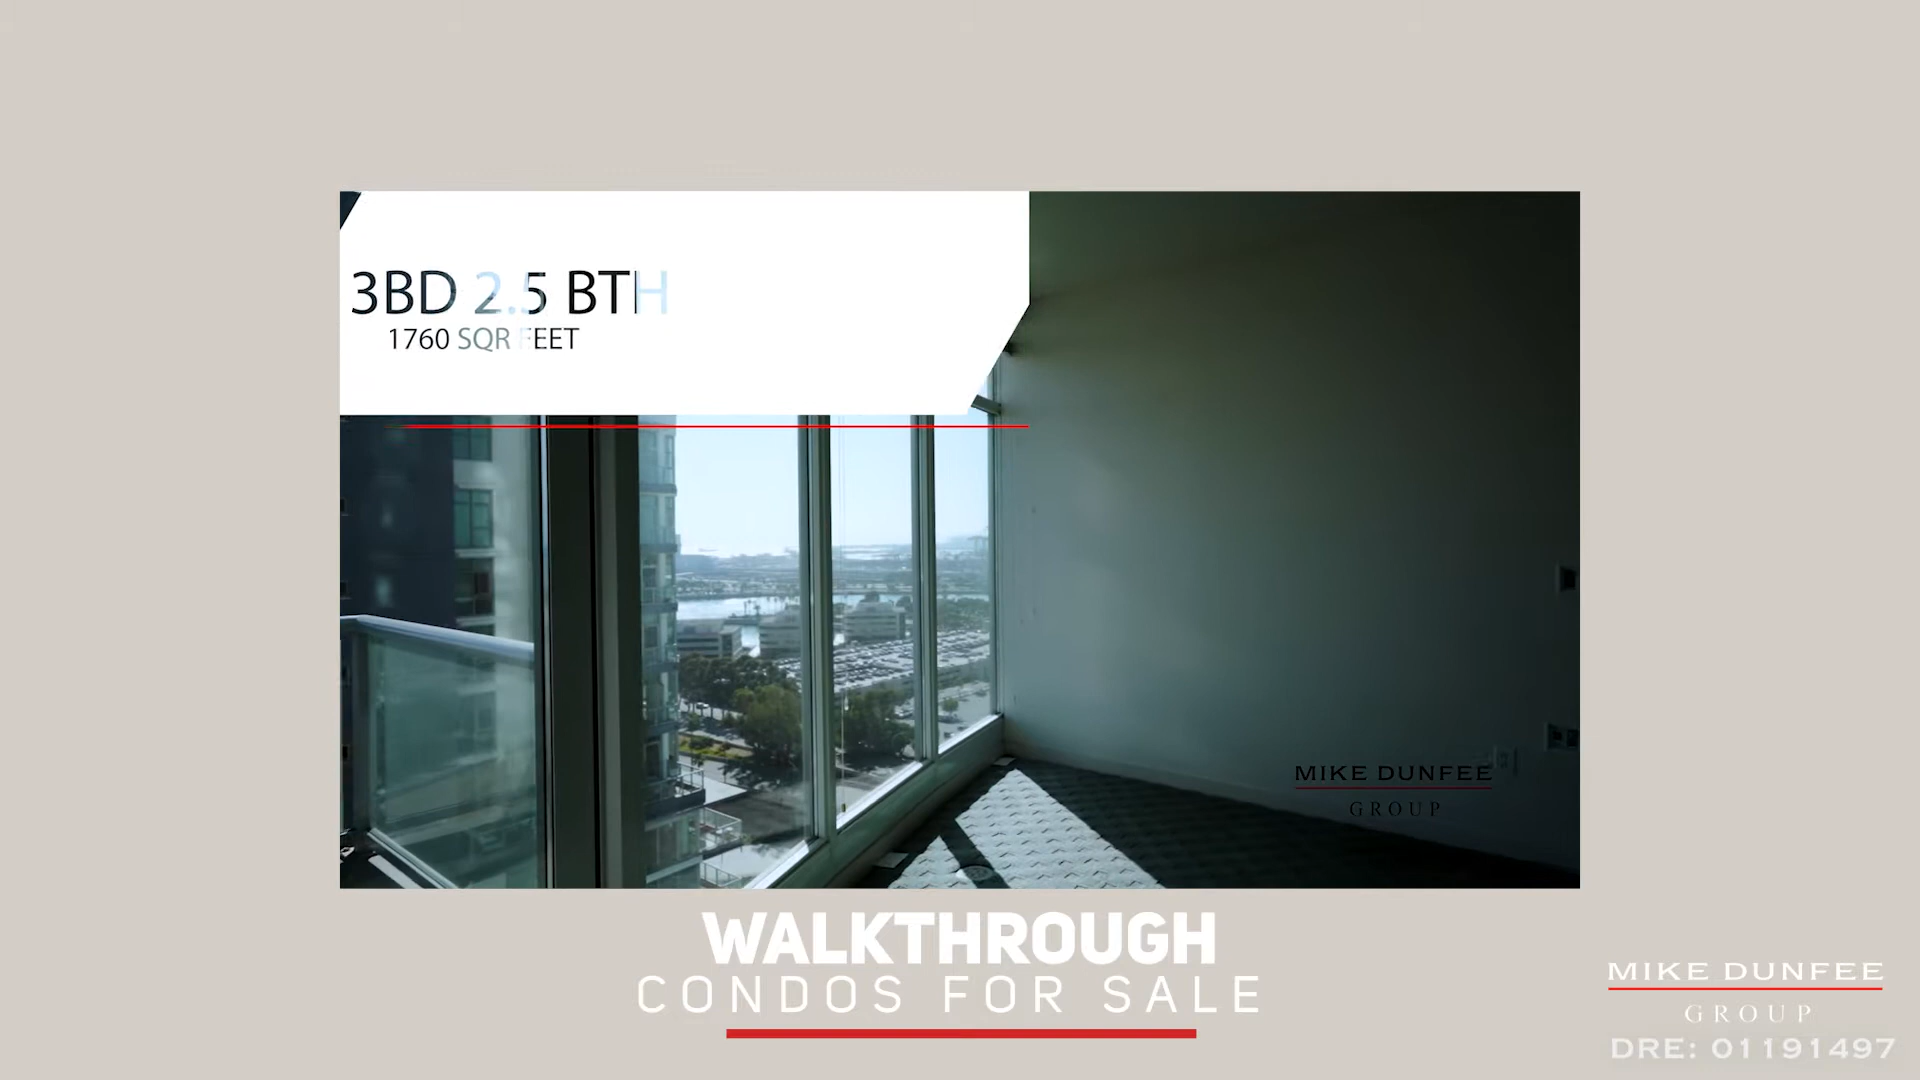 3BD 2.5 BTH
1760 SQR FEET
MIKE DUNFEE
GROUP
WALKTHROUGH
CONDOS FOR SALE
MIKE DUNFEE
GROUP
DRE: 01191497